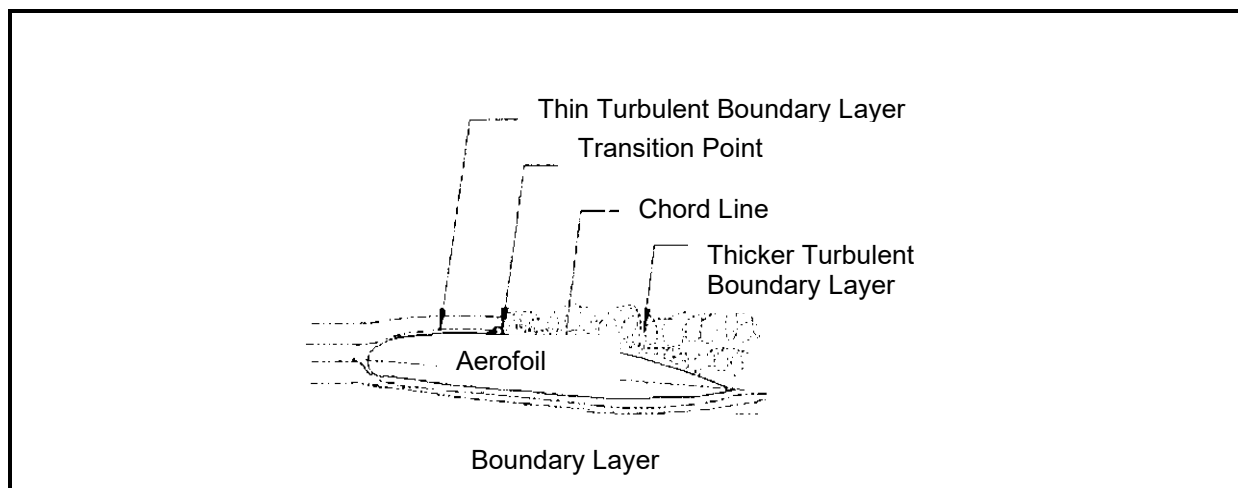 Thin Turbulent Boundary Layer
Transition Point
Chord Line
Thicker Turbulent
Boundary Layer
Aerofoil
Boundary Layer